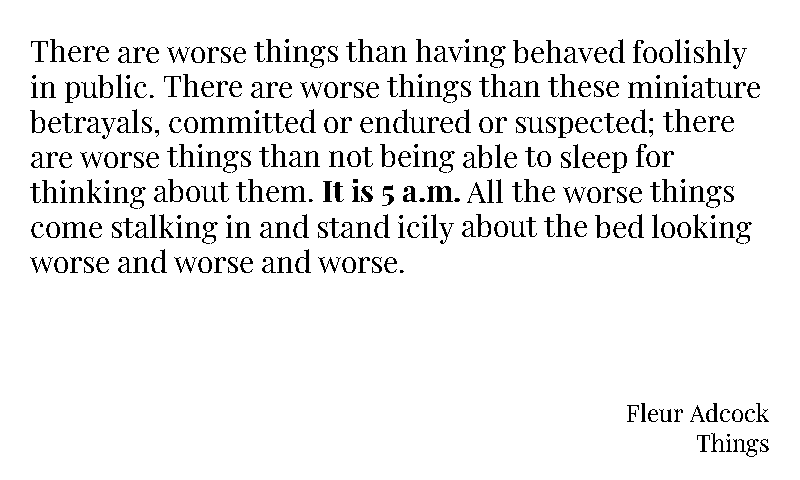 There are worse things than having behaved foolishly
in public. There are worse things than these miniature
betrayals, committed or endured or suspected; there
are worse things than not being able to sleep for
thinking about them. It is 5 a.m. All the worse things
come stalking in and stand icily about the bed looking
worse and worse and worse.
Fleur Adcock
Things